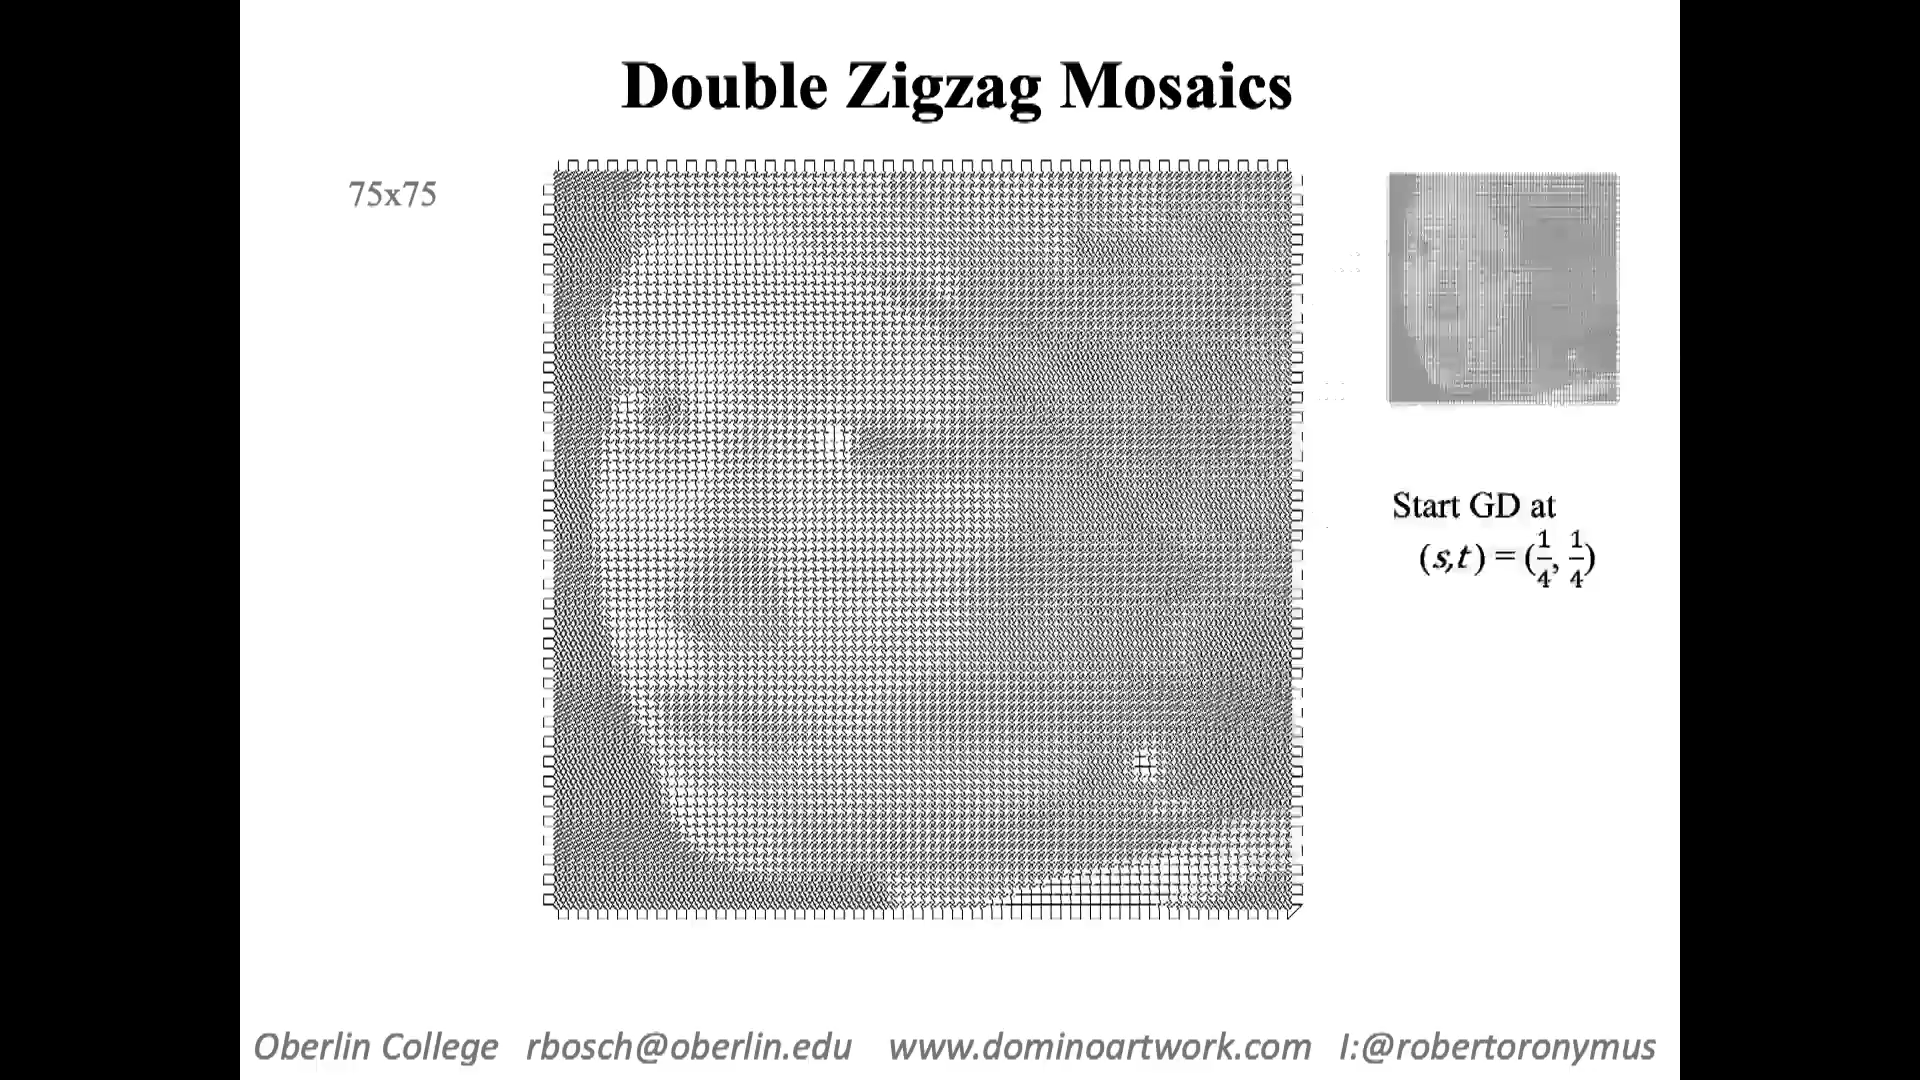 Double Zigzag Mosaics
75x75
Start GD at
(s,t) = (1/4, 1/4)
Oberlin College rbosch@oberlin.edu www.dominoartwork.com I:@robertoronymus